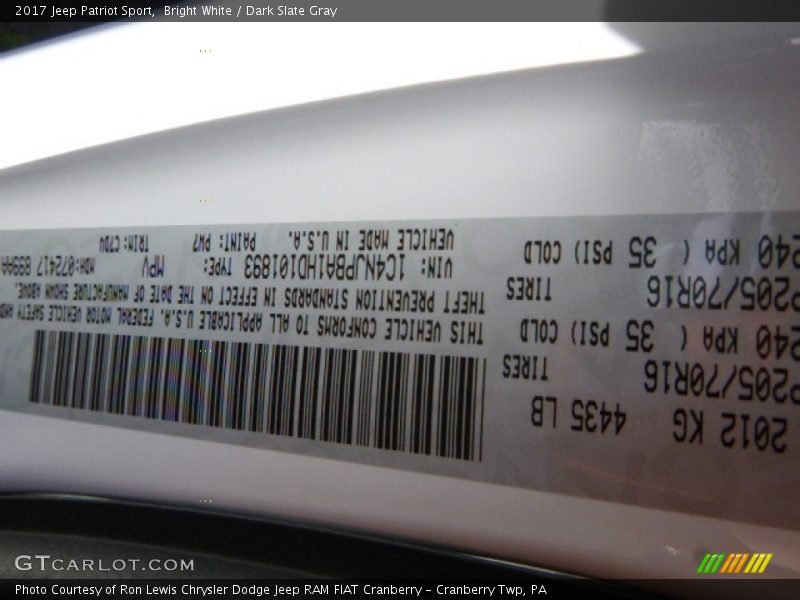 2017 Jeep Patriot Sport, Bright White / Dark Slate Gray
2012 KG 4435 LB
P205/70R16 TIRES
240 KPA ( 35 PSI) COLD
P205/70R16 TIRES
240 KPA ( 35 PSI) COLD
THIS VEHICLE CONFORMS TO ALL APPLICABLE U.S.A. FEDERAL MOTOR VEHICLE SAFETY AND
THEFT PREVENTION STANDARDS IN EFFECT ON THE DATE OF MANUFACTURE SHOWN ABOVE.
VIN: 1C4NJPBA1HD101893 TYPE: MPV MDH:072417
VEHICLE MADE IN U.S.A. PAINT: PW7 TRIM:
GTCARLOT.COM
Photo Courtesy of Ron Lewis Chrysler Dodge Jeep RAM FIAT Cranberry - Cranberry Twp, PA